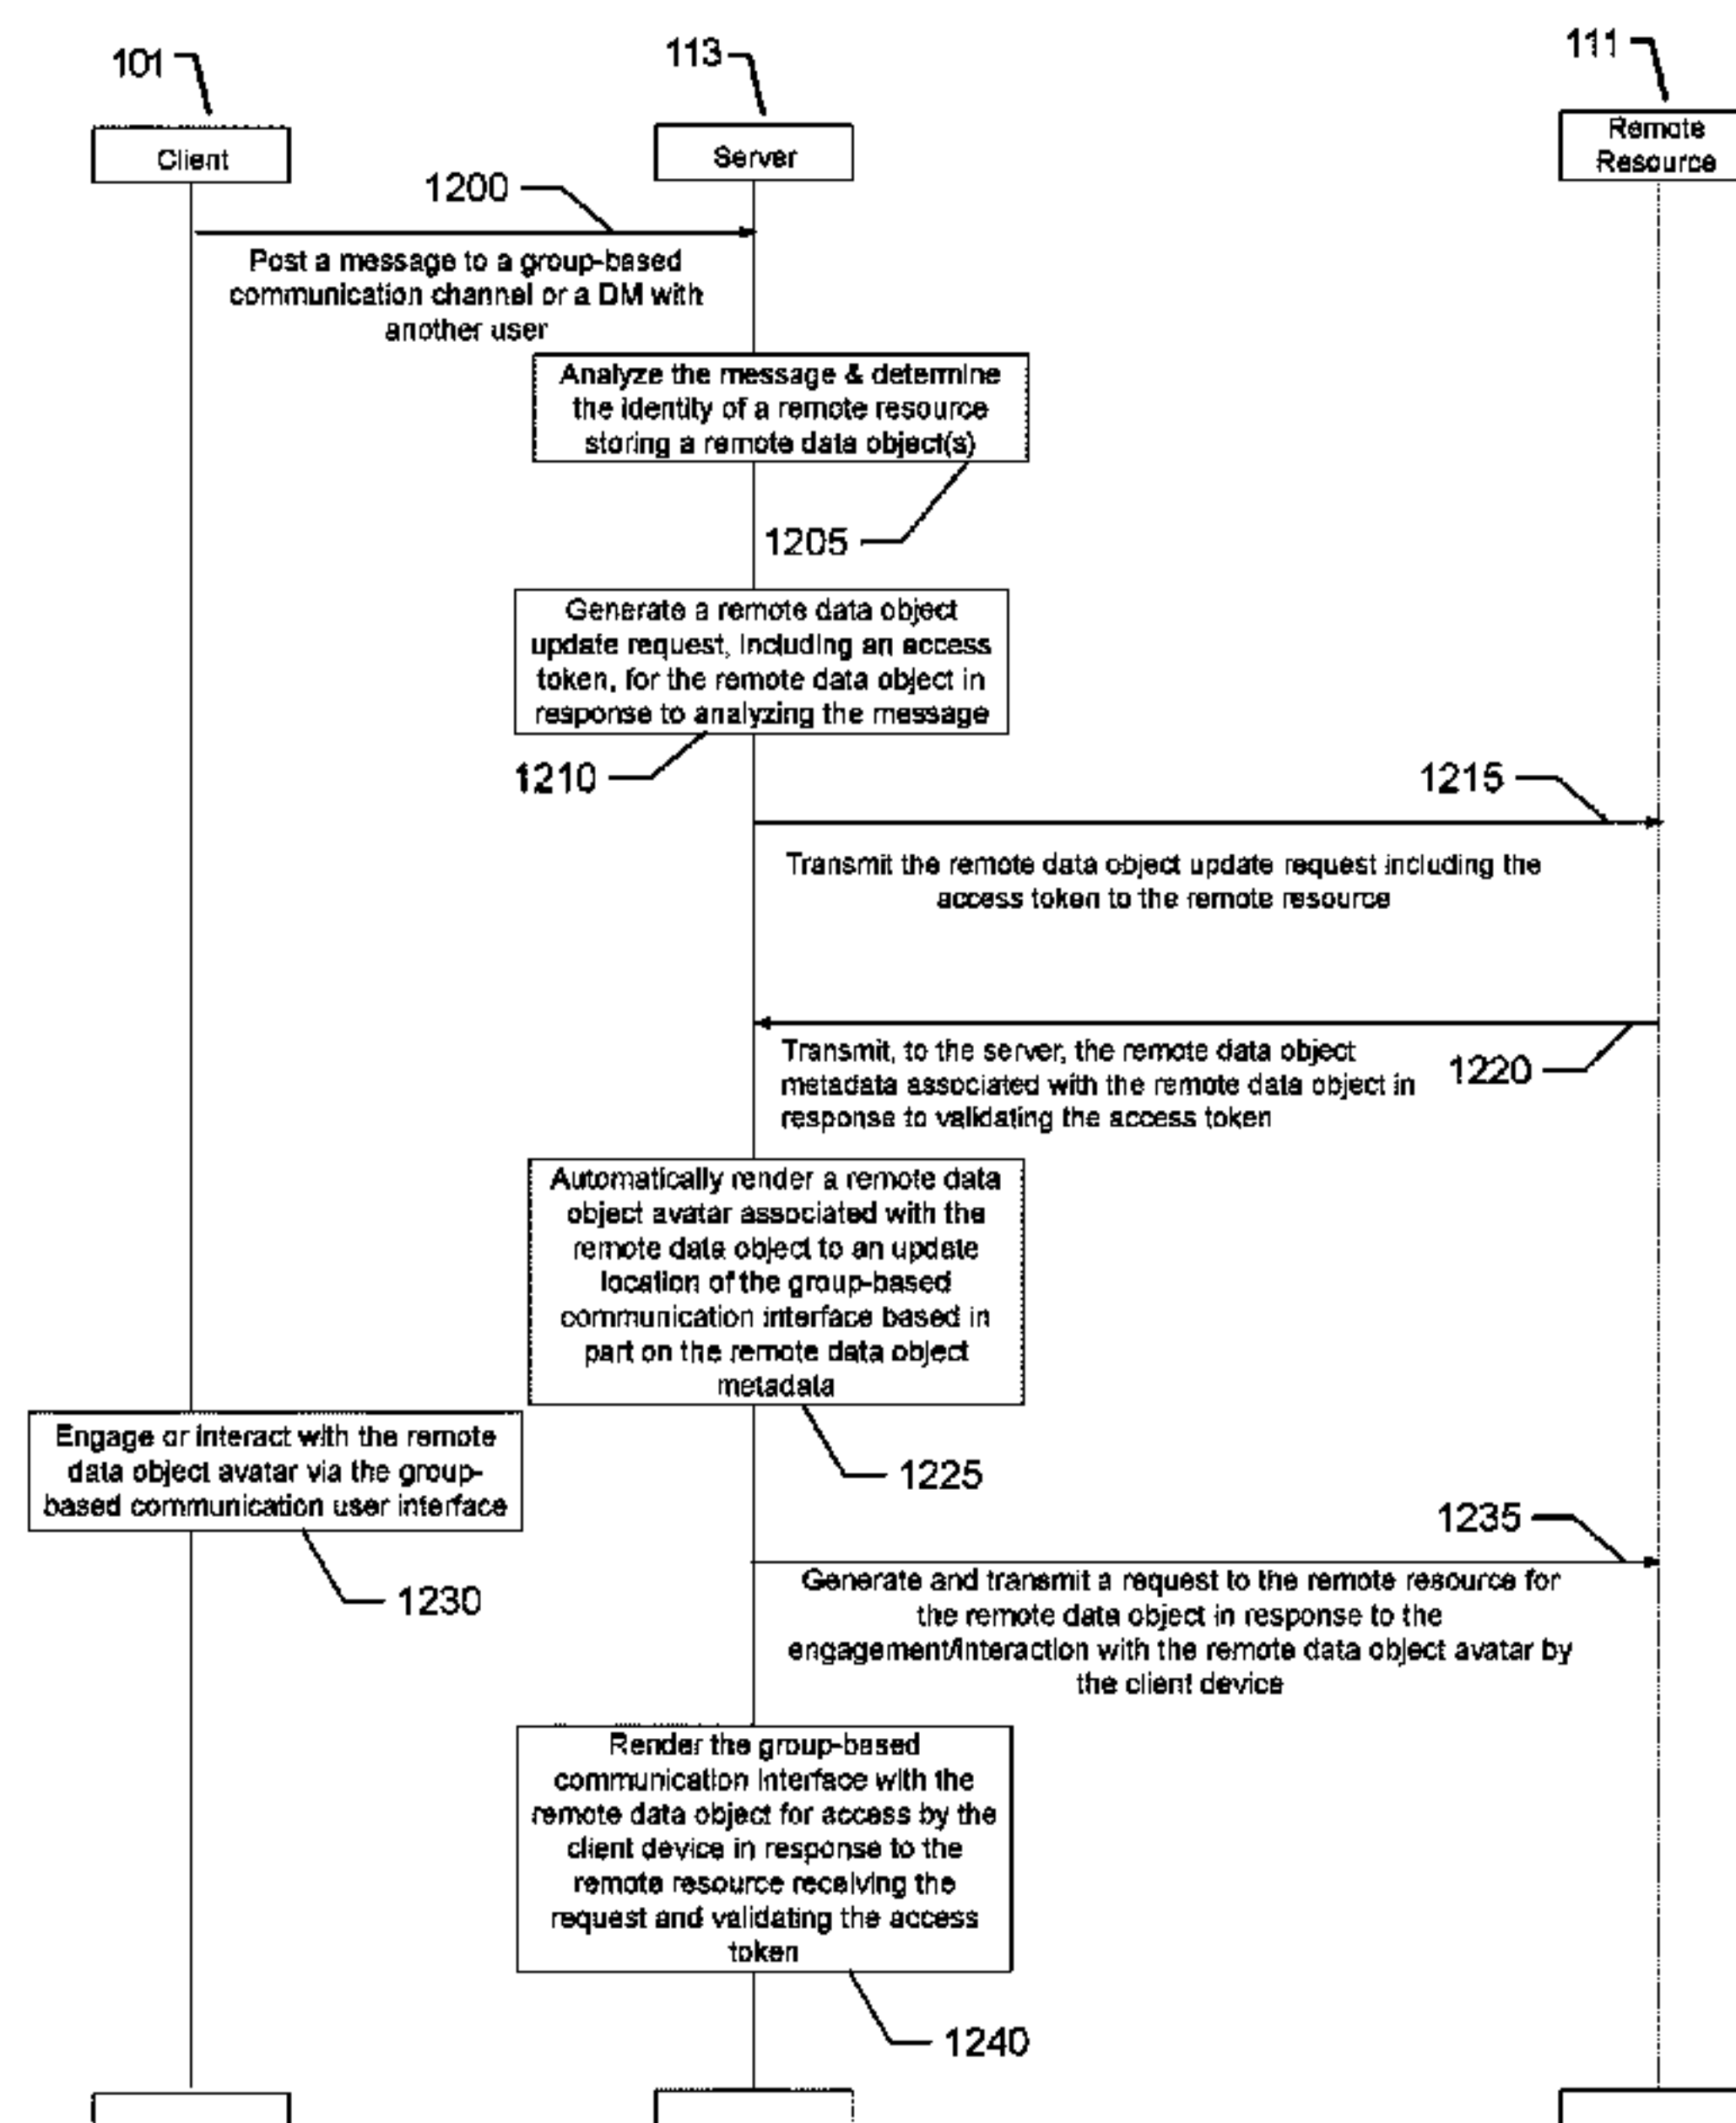 101
113
111
Client
Server
Remote
Resource
1200
Post a message to a group-based
communication channel or a DM with
another user
Analyze the message & determine
the identity of a remote resource
storing a remote data object(s)
1205
Generate a remote data object
update request, including an access
token, for the remote data object in
response to analyzing the message
1210
1215
Transmit the remote data object update request including the
access token to the remote resource
Transmit, to the server, the remote data object
metadata associated with the remote data object in
response to validating the access token
1220
Automatically render a remote data
object avatar associated with the
remote data object to an update
location of the group-based
communication interface based in
part on the remote data object
metadata
1225
Engage or interact with the remote
data object avatar via the group-
based communication user interface
1230
1235
Generate and transmit a request to the remote resource for
the remote data object in response to the
engagement/interaction with the remote data object avatar by
the client device
Render the group-based
communication interface with the
remote data object for access by the
client device in response to the
remote resource receiving the
request and validating the access
token
1240